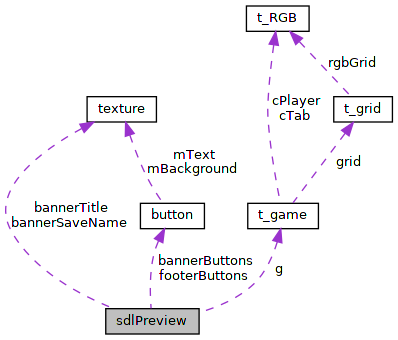 t_RGB
rgbGrid
cPlayer
cTab
texture
t_grid
mText
mBackground
grid
bannerTitle
bannerSaveName
button
t_game
bannerButtons
footerButtons
g
sdlPreview